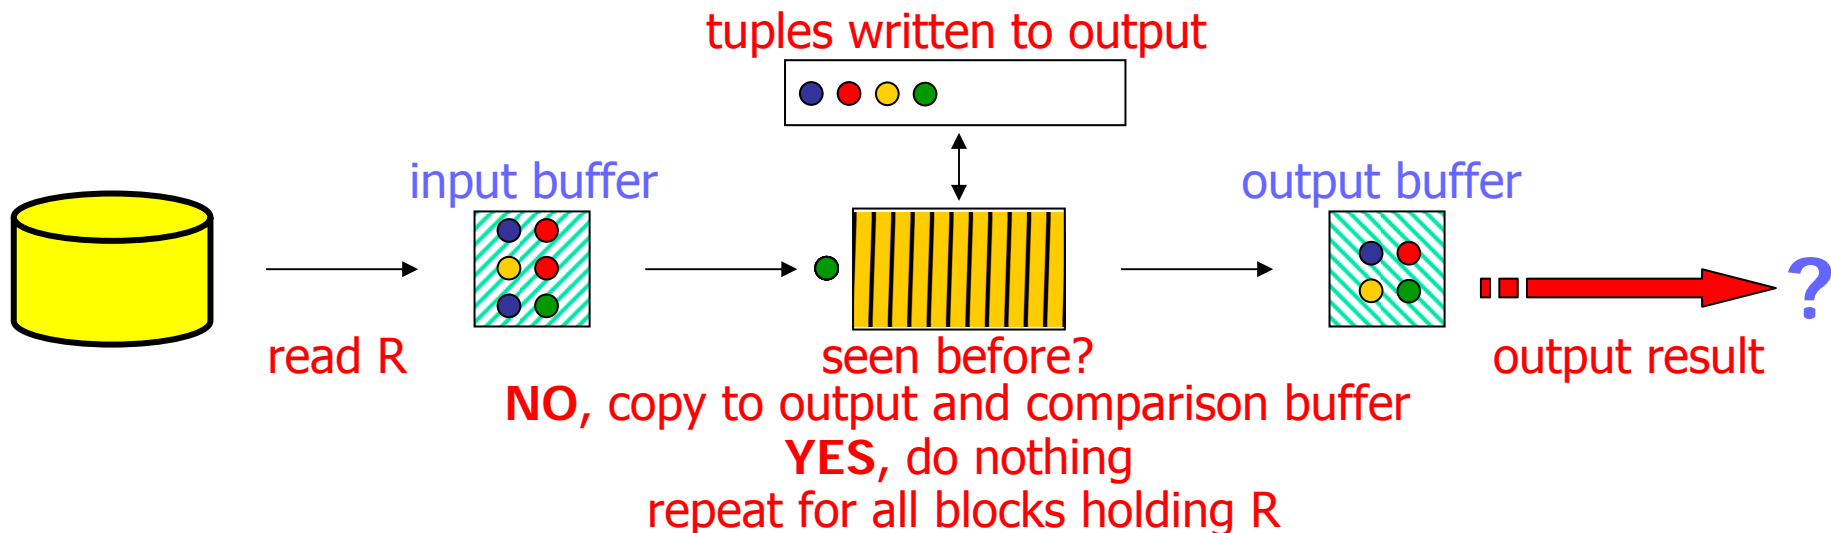 tuples written to output
input buffer
output buffer
?
read R
seen before?
output result
NO, copy to output and comparison buffer
YES, do nothing
repeat for all blocks holding R